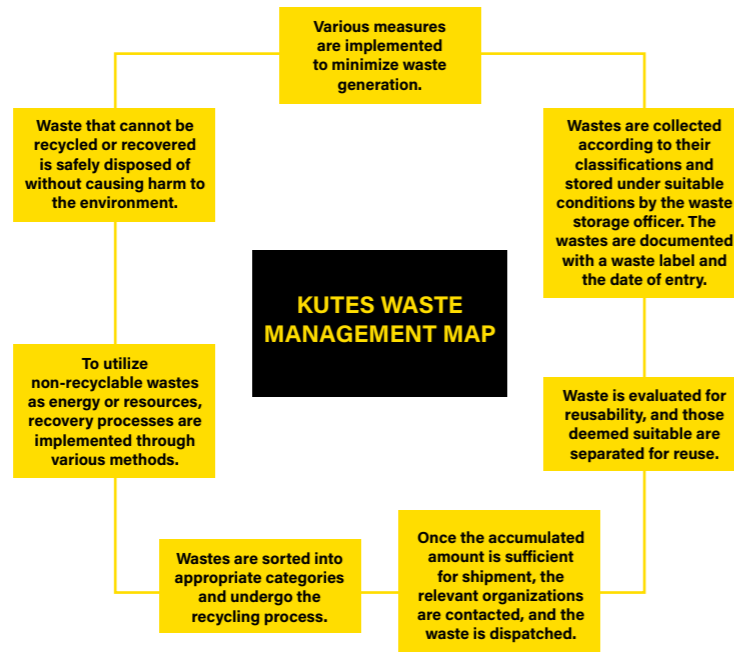 Various measures
are implemented
to minimize waste
generation.
Wastes are collected
according to their
classifications and
stored under suitable
conditions by the waste
storage officer. The
wastes are documented
with a waste label and
the date of entry.
Waste is evaluated for
reusability, and those
deemed suitable are
separated for reuse.
Once the accumulated
amount is sufficient
for shipment, the
relevant organizations
are contacted, and the
waste is dispatched.
Wastes are sorted into
appropriate categories
and undergo the
recycling process.
To utilize
non-recyclable wastes
as energy or resources,
recovery processes are
implemented through
various methods.
Waste that cannot be
recycled or recovered
is safely disposed of
without causing harm to
the environment.
KUTES WASTE
MANAGEMENT MAP